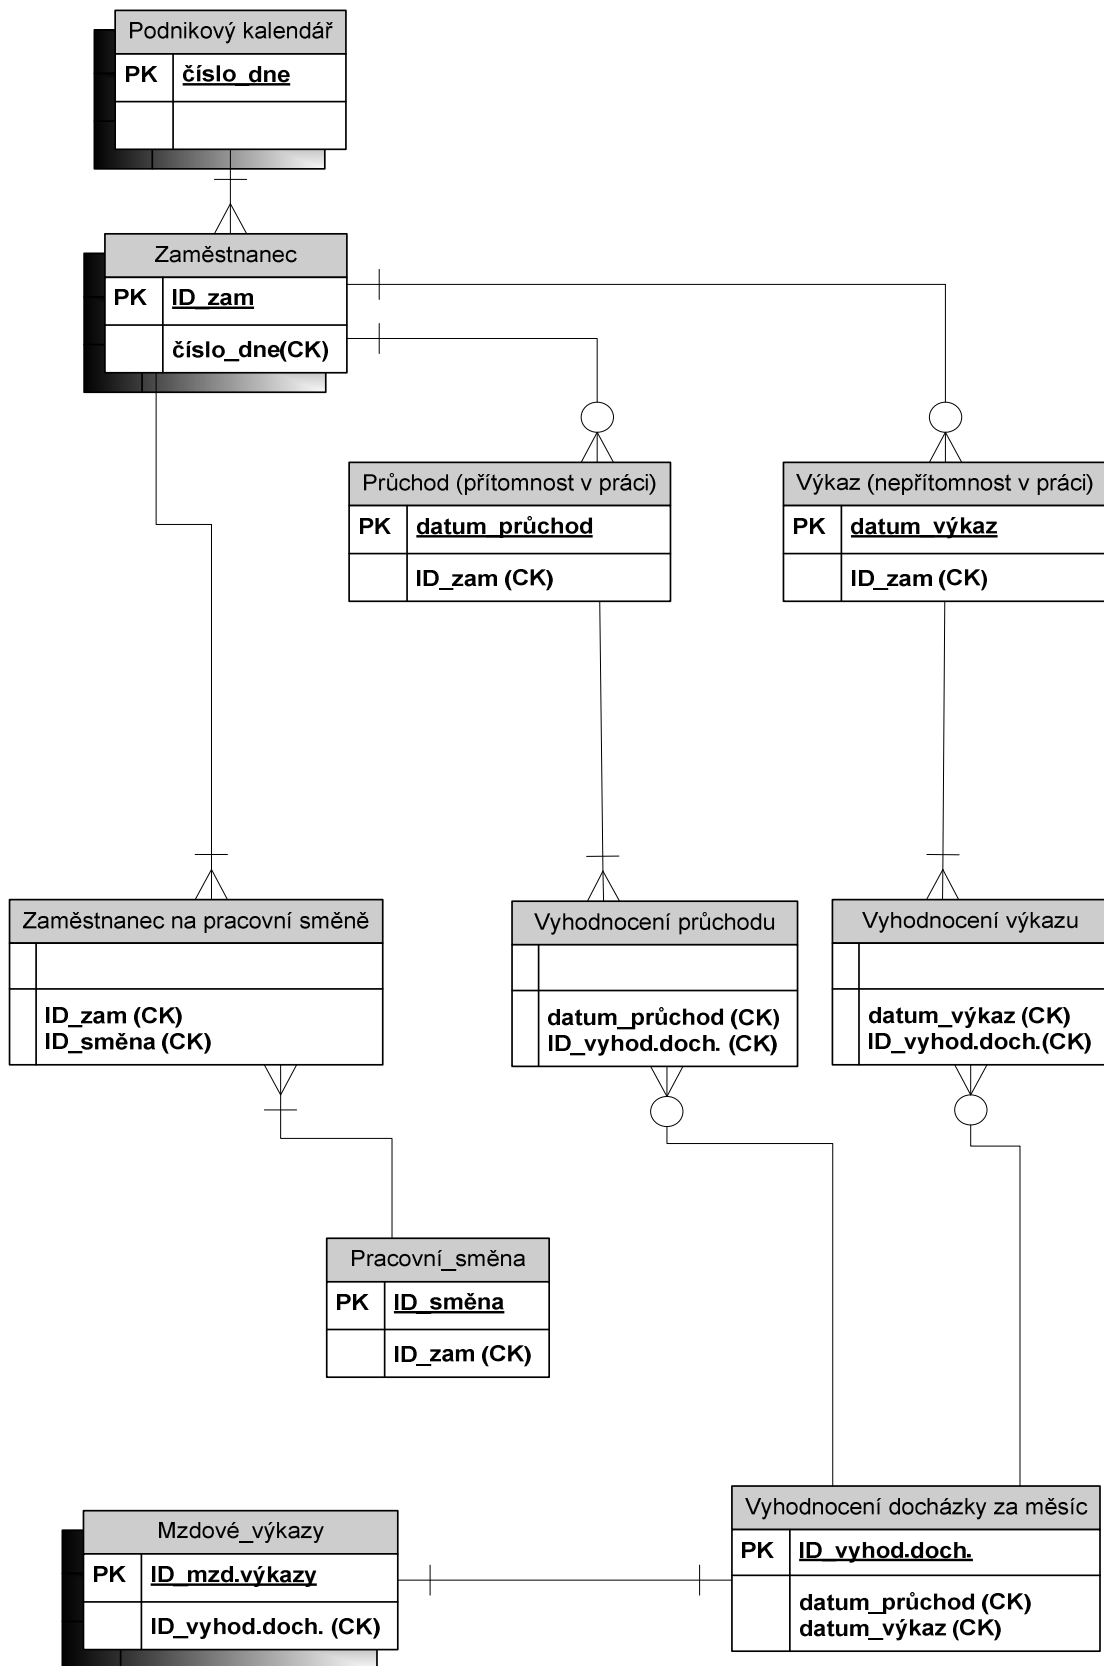 Podnikový kalendář
PK číslo_dne
Zaměstnanec
PK ID_zam
číslo_dne(CK)
Průchod (přítomnost v práci)
PK datum_průchod
ID_zam (CK)
Výkaz (nepřítomnost v práci)
PK datum_výkaz
ID_zam (CK)
Zaměstnanec na pracovní směně
ID_zam (CK)
ID_směna (CK)
Vyhodnocení průchodu
datum_průchod (CK)
ID_vyhod.doch. (CK)
Vyhodnocení výkazu
datum_výkaz (CK)
ID_vyhod.doch.(CK)
Pracovní_směna
PK ID_směna
ID_zam (CK)
Mzdové_výkazy
PK ID_mzd.výkazy
ID_vyhod.doch. (CK)
Vyhodnocení docházky za měsíc
PK ID_vyhod.doch.
datum_průchod (CK)
datum_výkaz (CK)